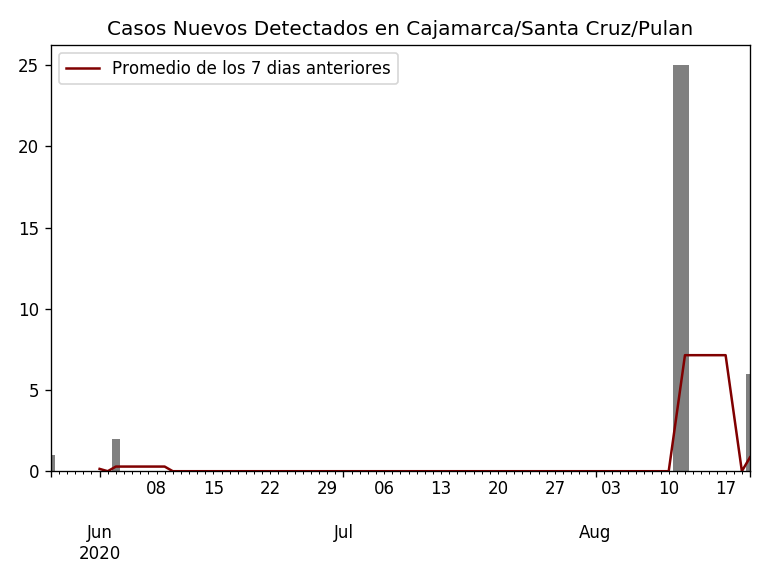 Casos Nuevos Detectados en Cajamarca/Santa Cruz/Pulan
Promedio de los 7 dias anteriores
25
20
15
10
5
0
08 15 22 29 06 13 20 27 03 10 17
Jun Jul Aug
2020